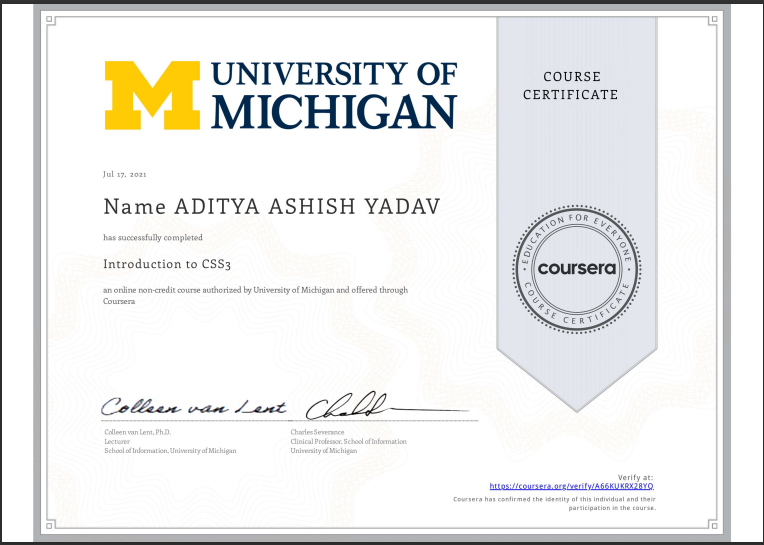 UNIVERSITY OF
MICHIGAN
COURSE
CERTIFICATE
Jul 17, 2021
Name ADITYA ASHISH YADAV
has successfully completed
Introduction to CSS3
an online non-credit course authorized by University of Michigan and offered through
Coursera
EDUCATION FOR EVERYONE
coursera
COURSE CERTIFICATE
Colleen van Lent
Colleen van Lent, Ph.D.
Lecturer
School of Information, University of Michigan
Charles Severance
Clinical Professor, School of Information
University of Michigan
Verify at:
https://coursera.org/verify/A66KUKRX28YQ
Coursera has confirmed the identity of this individual and their
participation in the course.